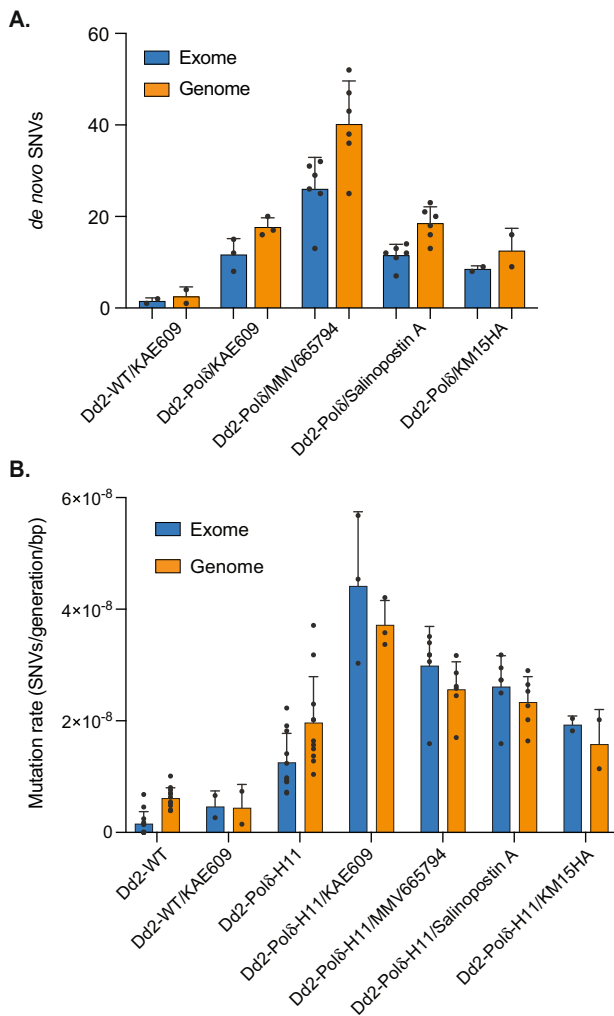 A.
60
40
20
0
de novo SNVs
Exome
Genome
Dd2-WT/KAE609
Dd2-Polδ/KAE609
Dd2-Polδ/MMV665794
Dd2-Polδ/Salinopostin A
Dd2-Polδ/KM15HA
B.
6×10⁻⁸
4×10⁻⁸
2×10⁻⁸
0
Mutation rate (SNVs/generation/bp)
Exome
Genome
Dd2-WT
Dd2-WT/KAE609
Dd2-Polδ-H11
Dd2-Polδ-H11/KAE609
Dd2-Polδ-H11/MMV665794
Dd2-Polδ-H11/Salinopostin A
Dd2-Polδ-H11/KM15HA